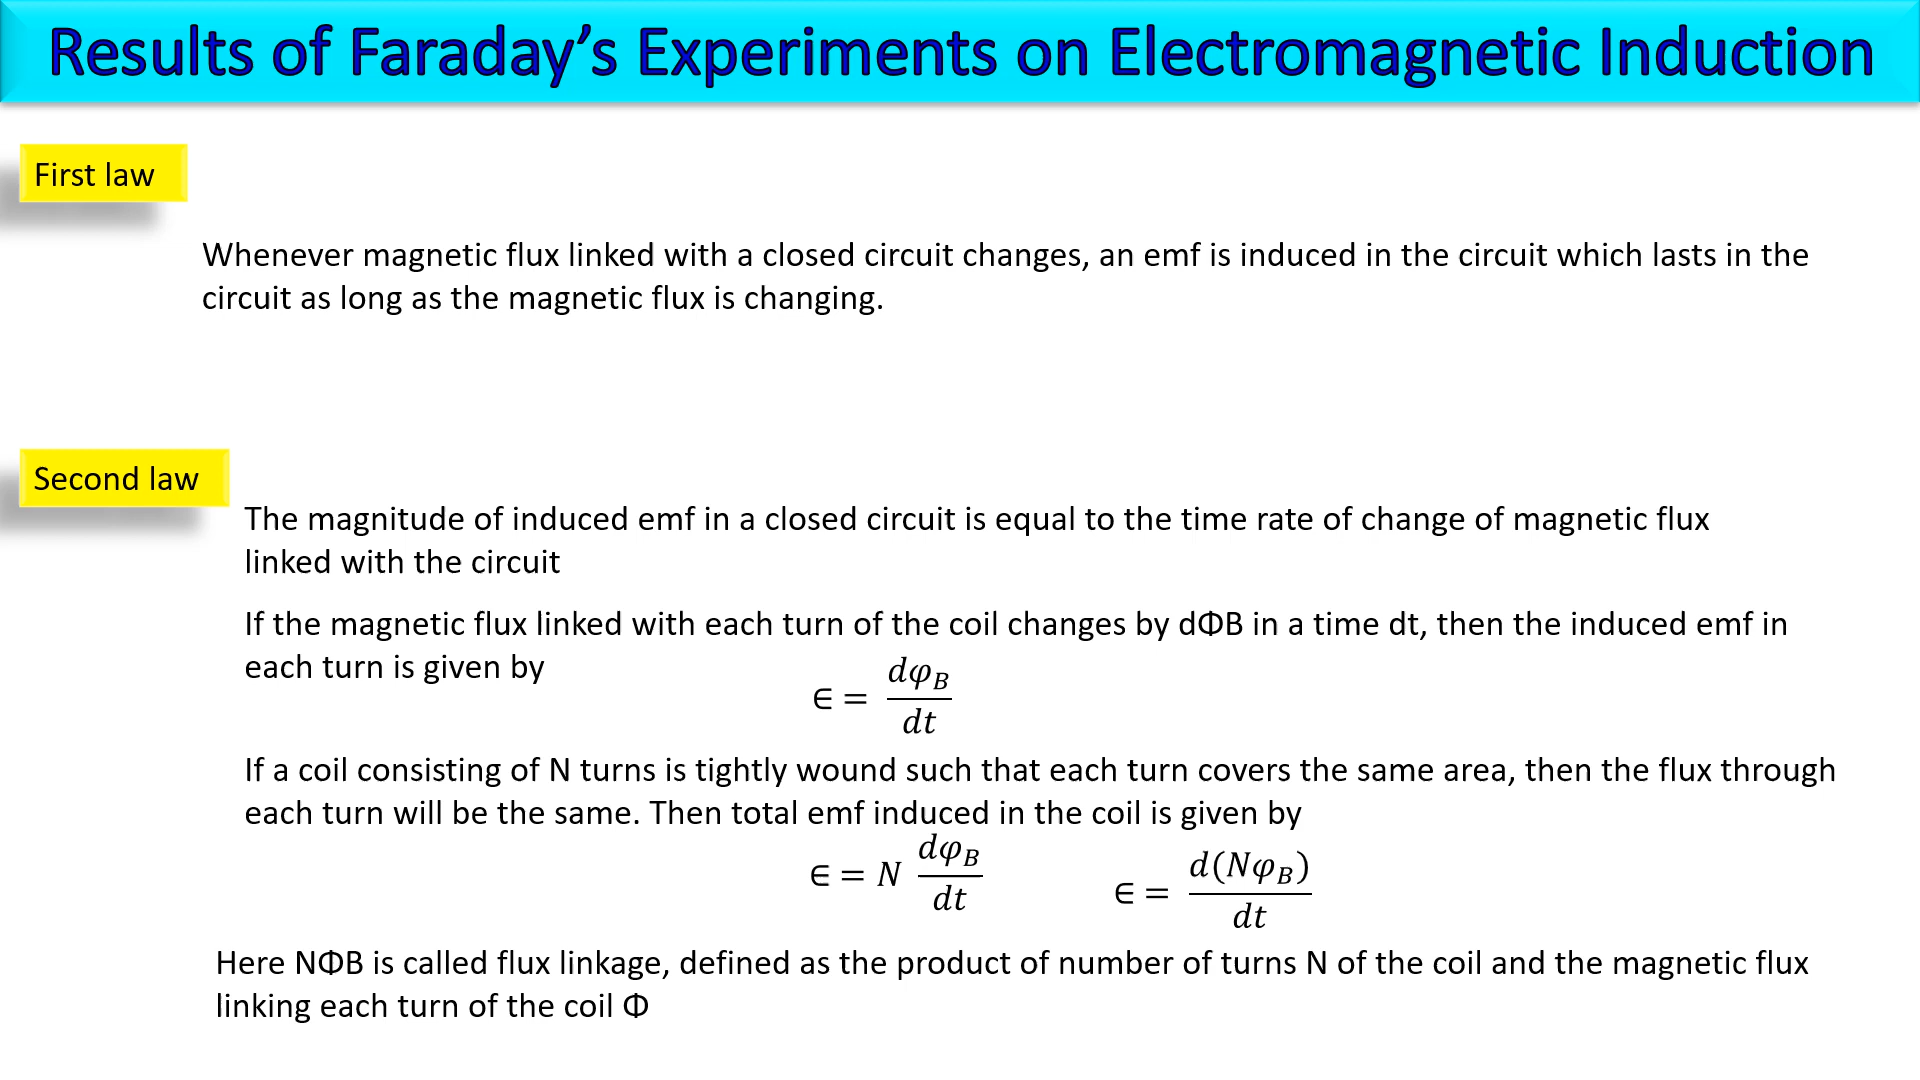 Results of Faraday’s Experiments on Electromagnetic Induction
First law
Whenever magnetic flux linked with a closed circuit changes, an emf is induced in the circuit which lasts in the
circuit as long as the magnetic flux is changing.
Second law
The magnitude of induced emf in a closed circuit is equal to the time rate of change of magnetic flux
linked with the circuit
If the magnetic flux linked with each turn of the coil changes by dΦB in a time dt, then the induced emf in
each turn is given by
∈ = dφ_B/dt
If a coil consisting of N turns is tightly wound such that each turn covers the same area, then the flux through
each turn will be the same. Then total emf induced in the coil is given by
∈ = N dφ_B/dt
∈ = d(Nφ_B)/dt
Here NΦB is called flux linkage, defined as the product of number of turns N of the coil and the magnetic flux
linking each turn of the coil Φ